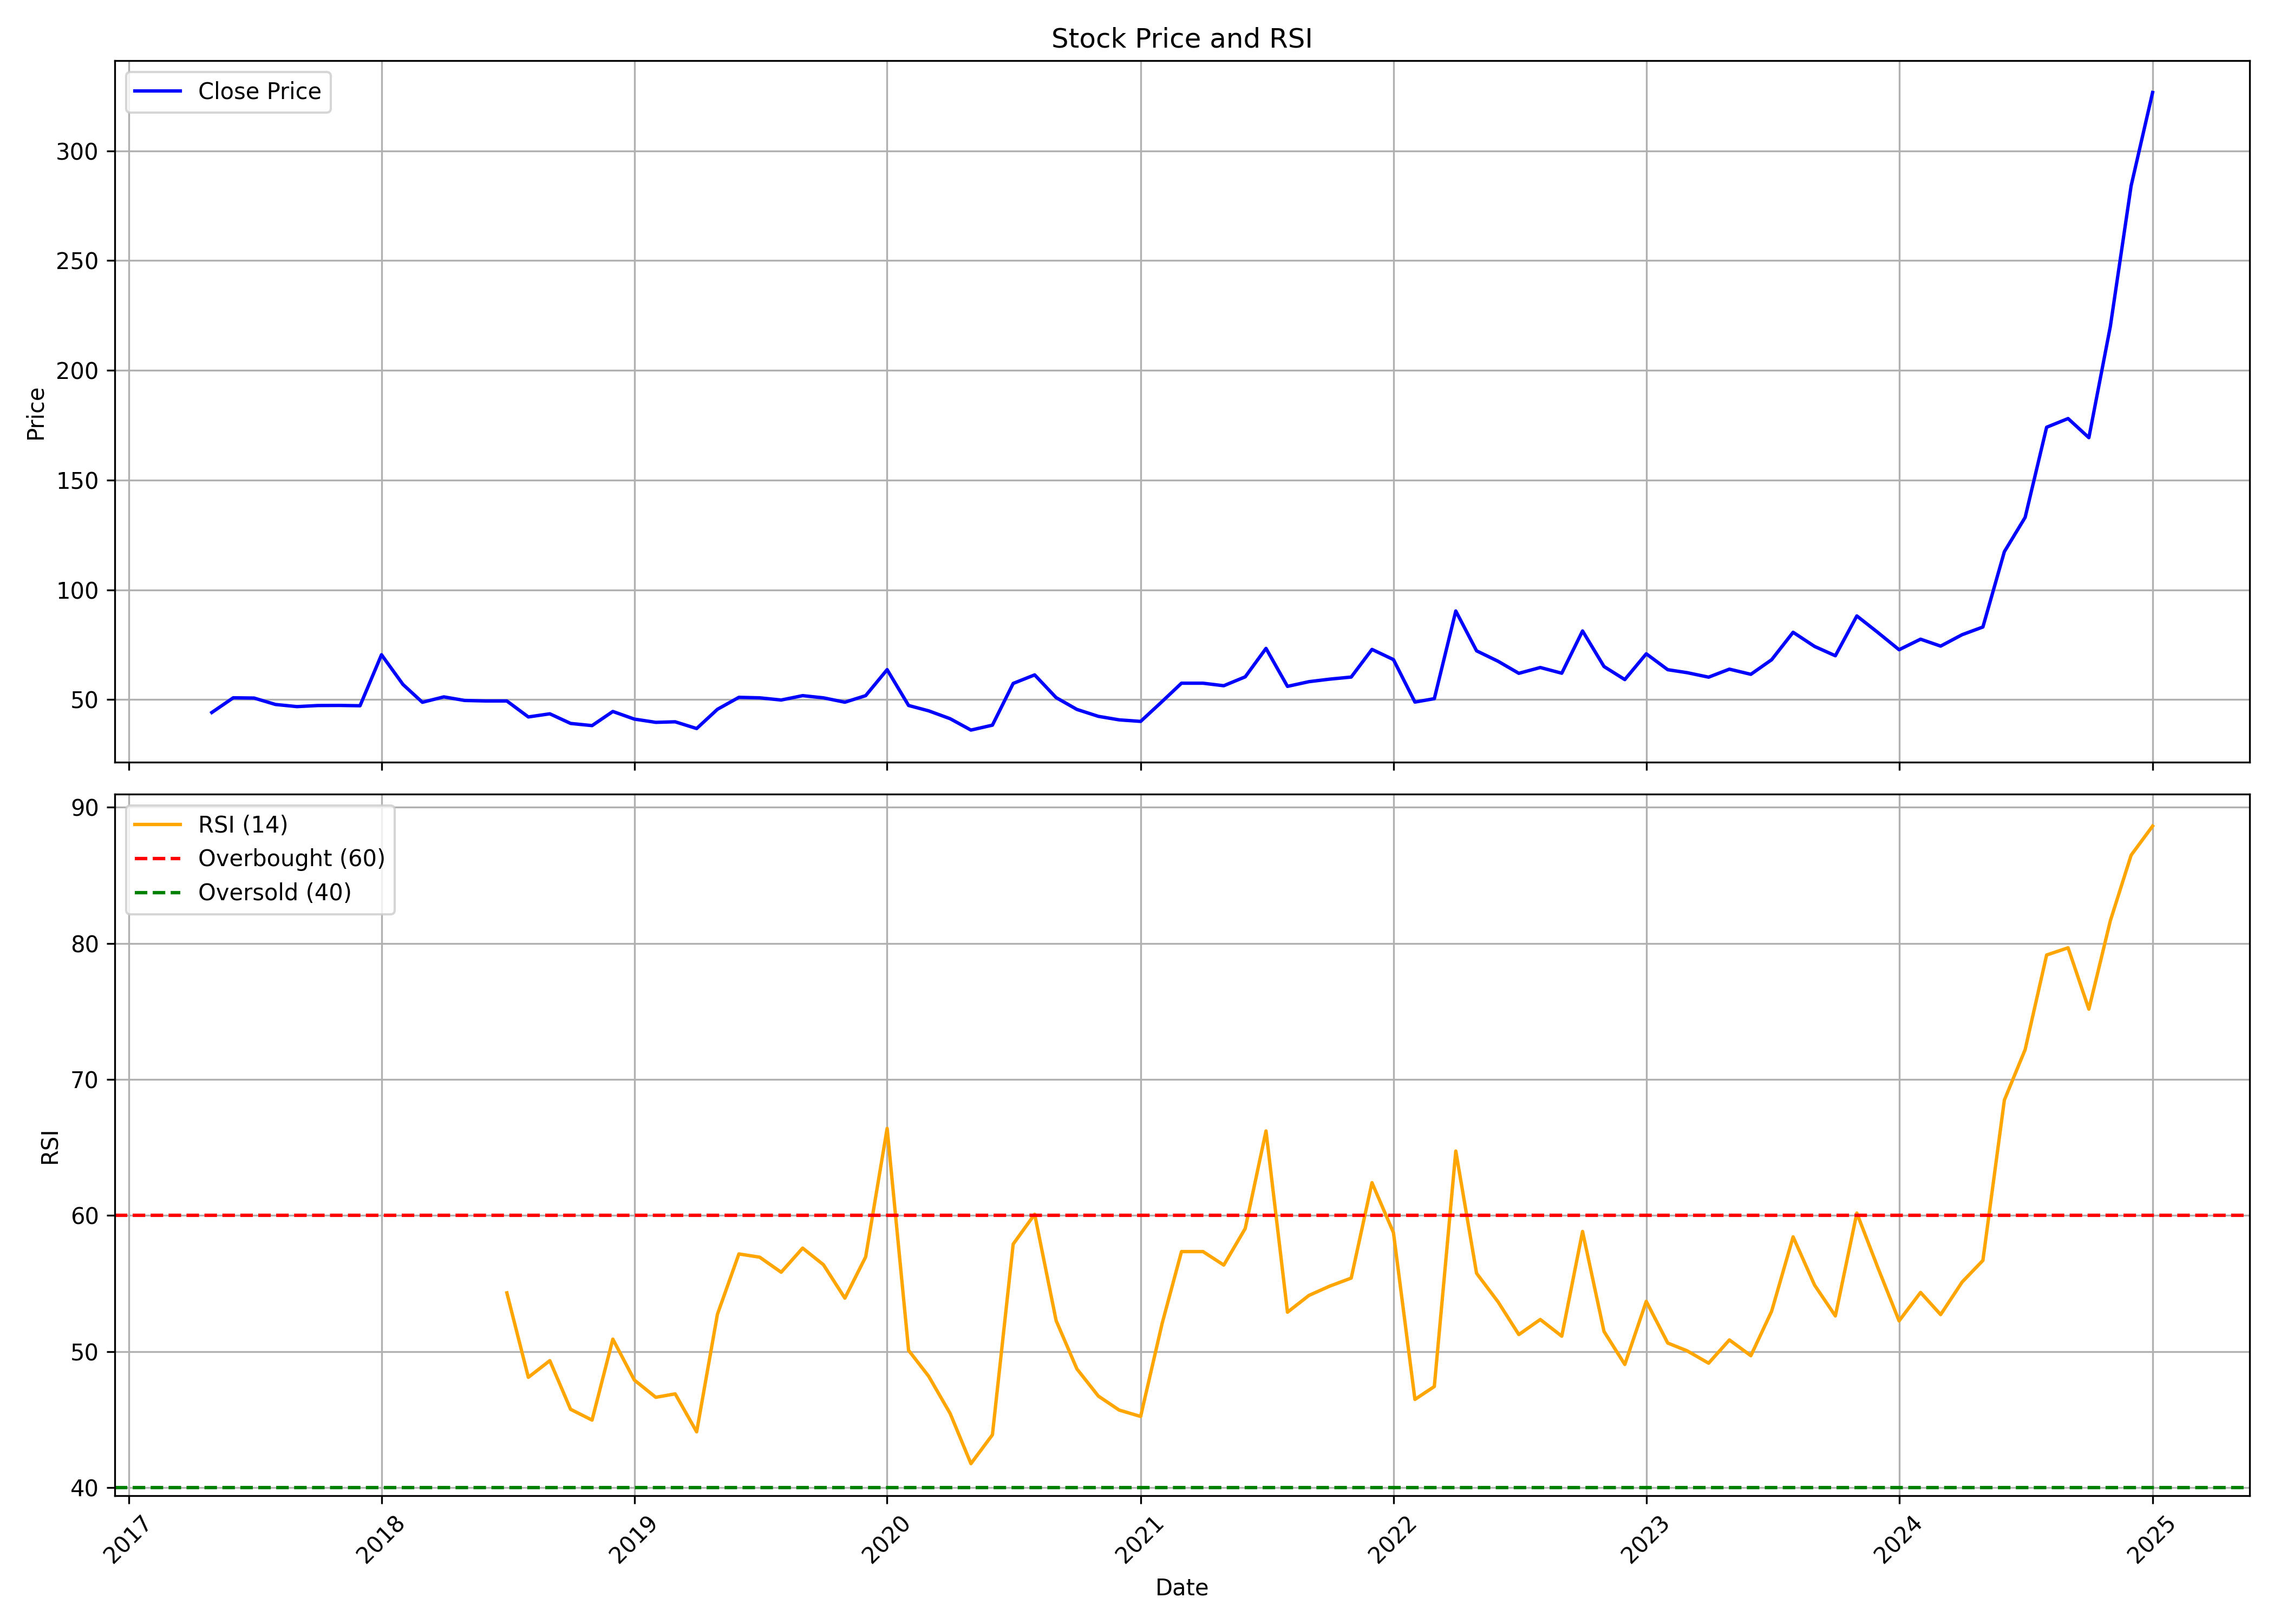 Stock Price and RSI
Close Price
300
250
200
150
100
50
Price
RSI (14)
Overbought (60)
Oversold (40)
90
80
70
60
50
40
RSI
2017
2018
2019
2020
2021
2022
2023
2024
2025
Date